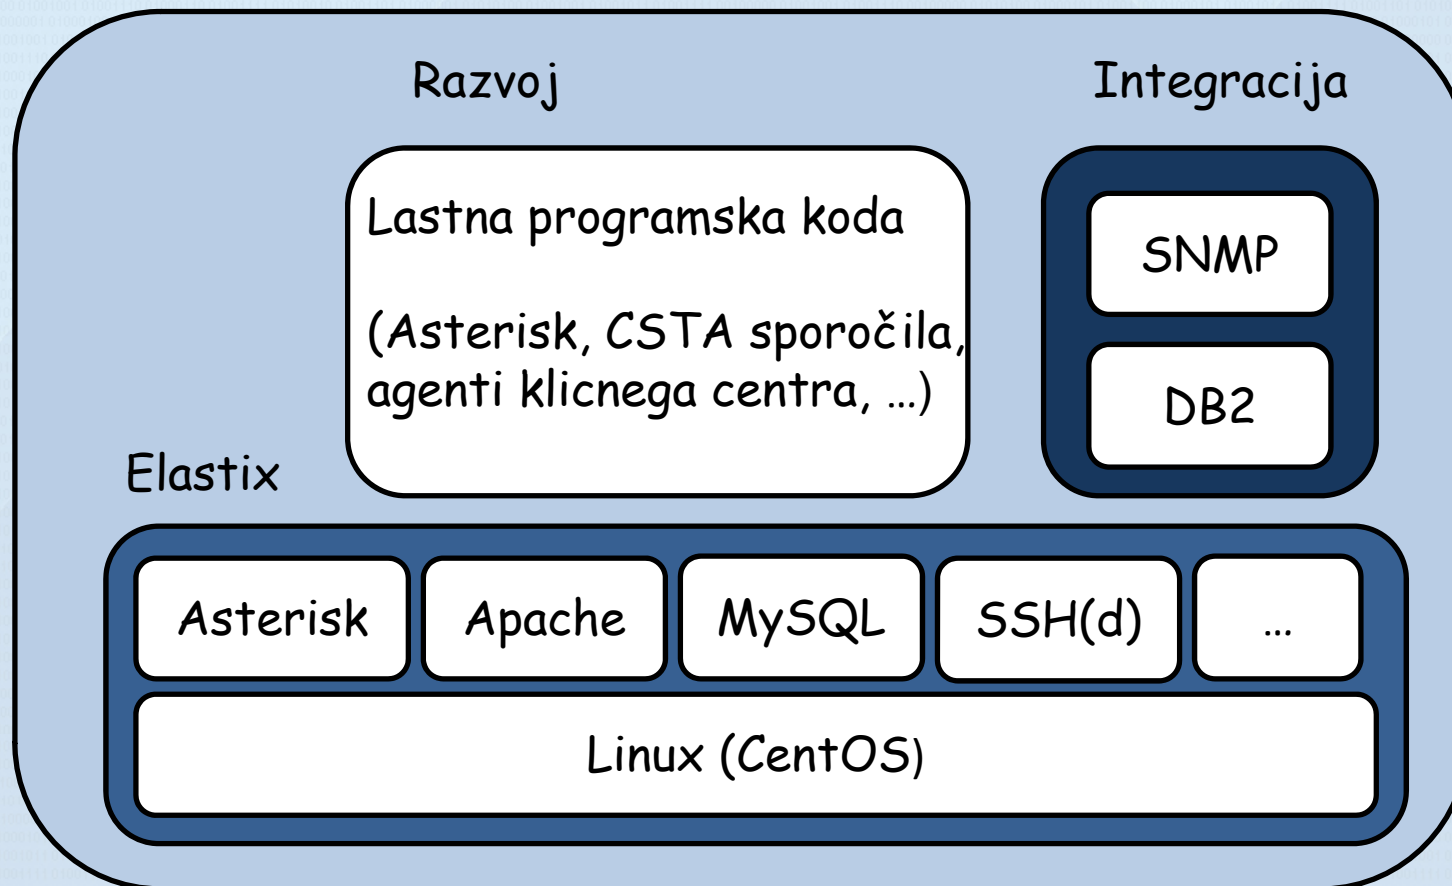 Razvoj
Integracija
Lastna programska koda
(Asterisk, CSTA sporočila,
agenti klicnega centra, ...)
SNMP
DB2
Elastix
Asterisk
Apache
MySQL
SSH(d)
...
Linux (CentOS)